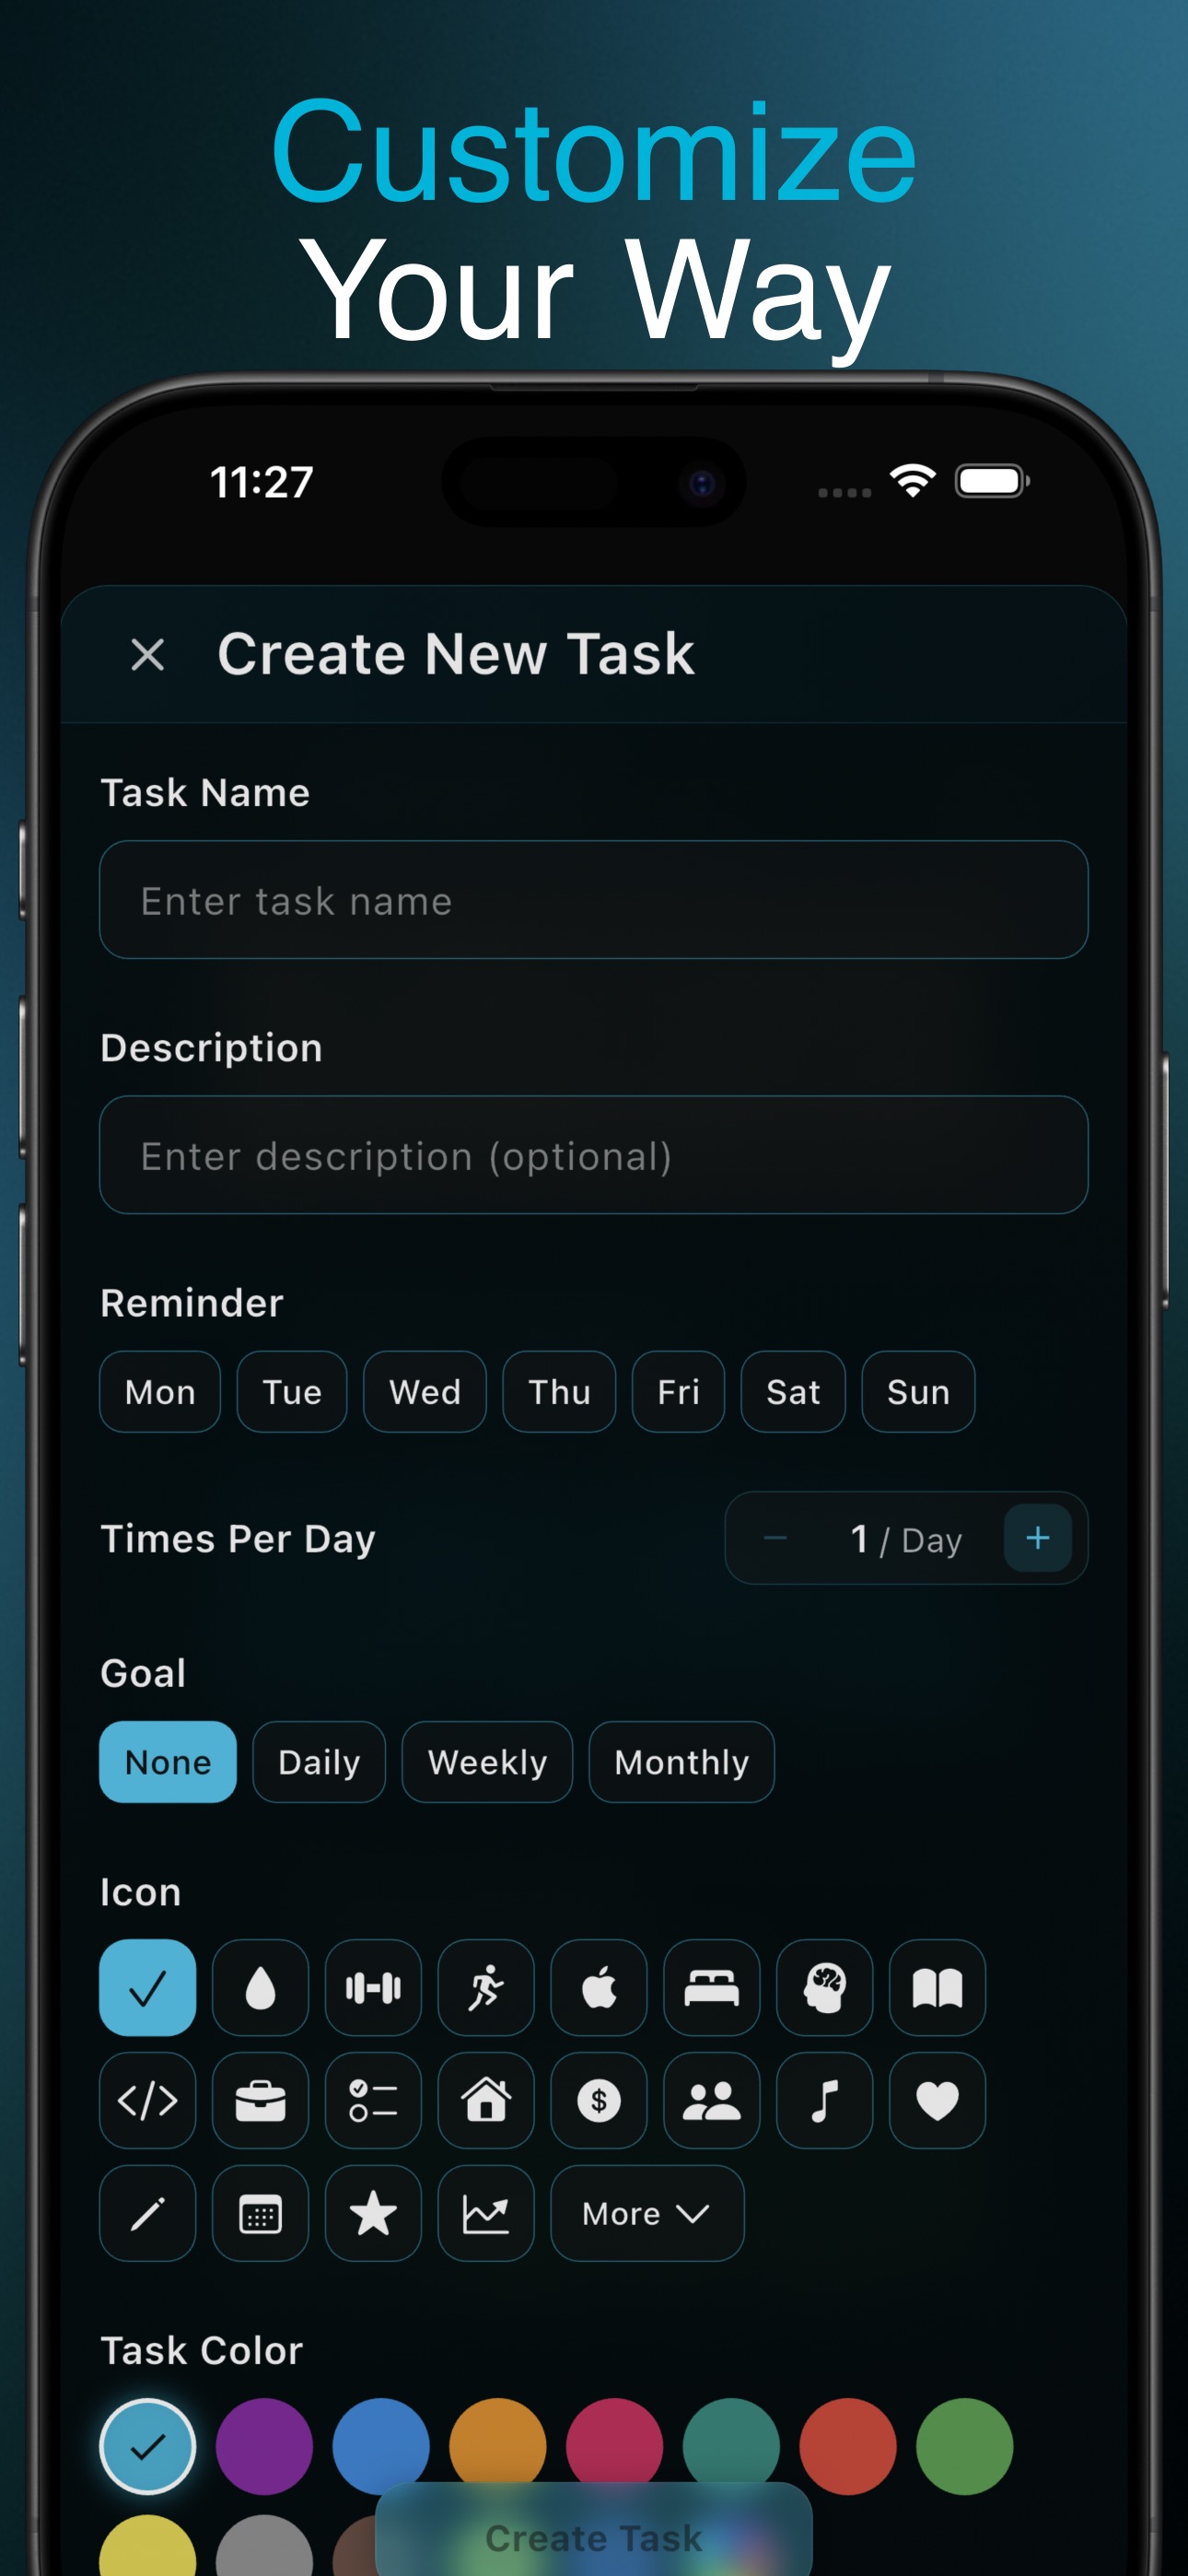 Customize
Your Way
11:27
Create New Task
Task Name
Enter task name
Description
Enter description (optional)
Reminder
Mon Tue Wed Thu Fri Sat Sun
Times Per Day − 1 / Day +
Goal
None Daily Weekly Monthly
Icon
</>
$
More
Task Color
Create Task